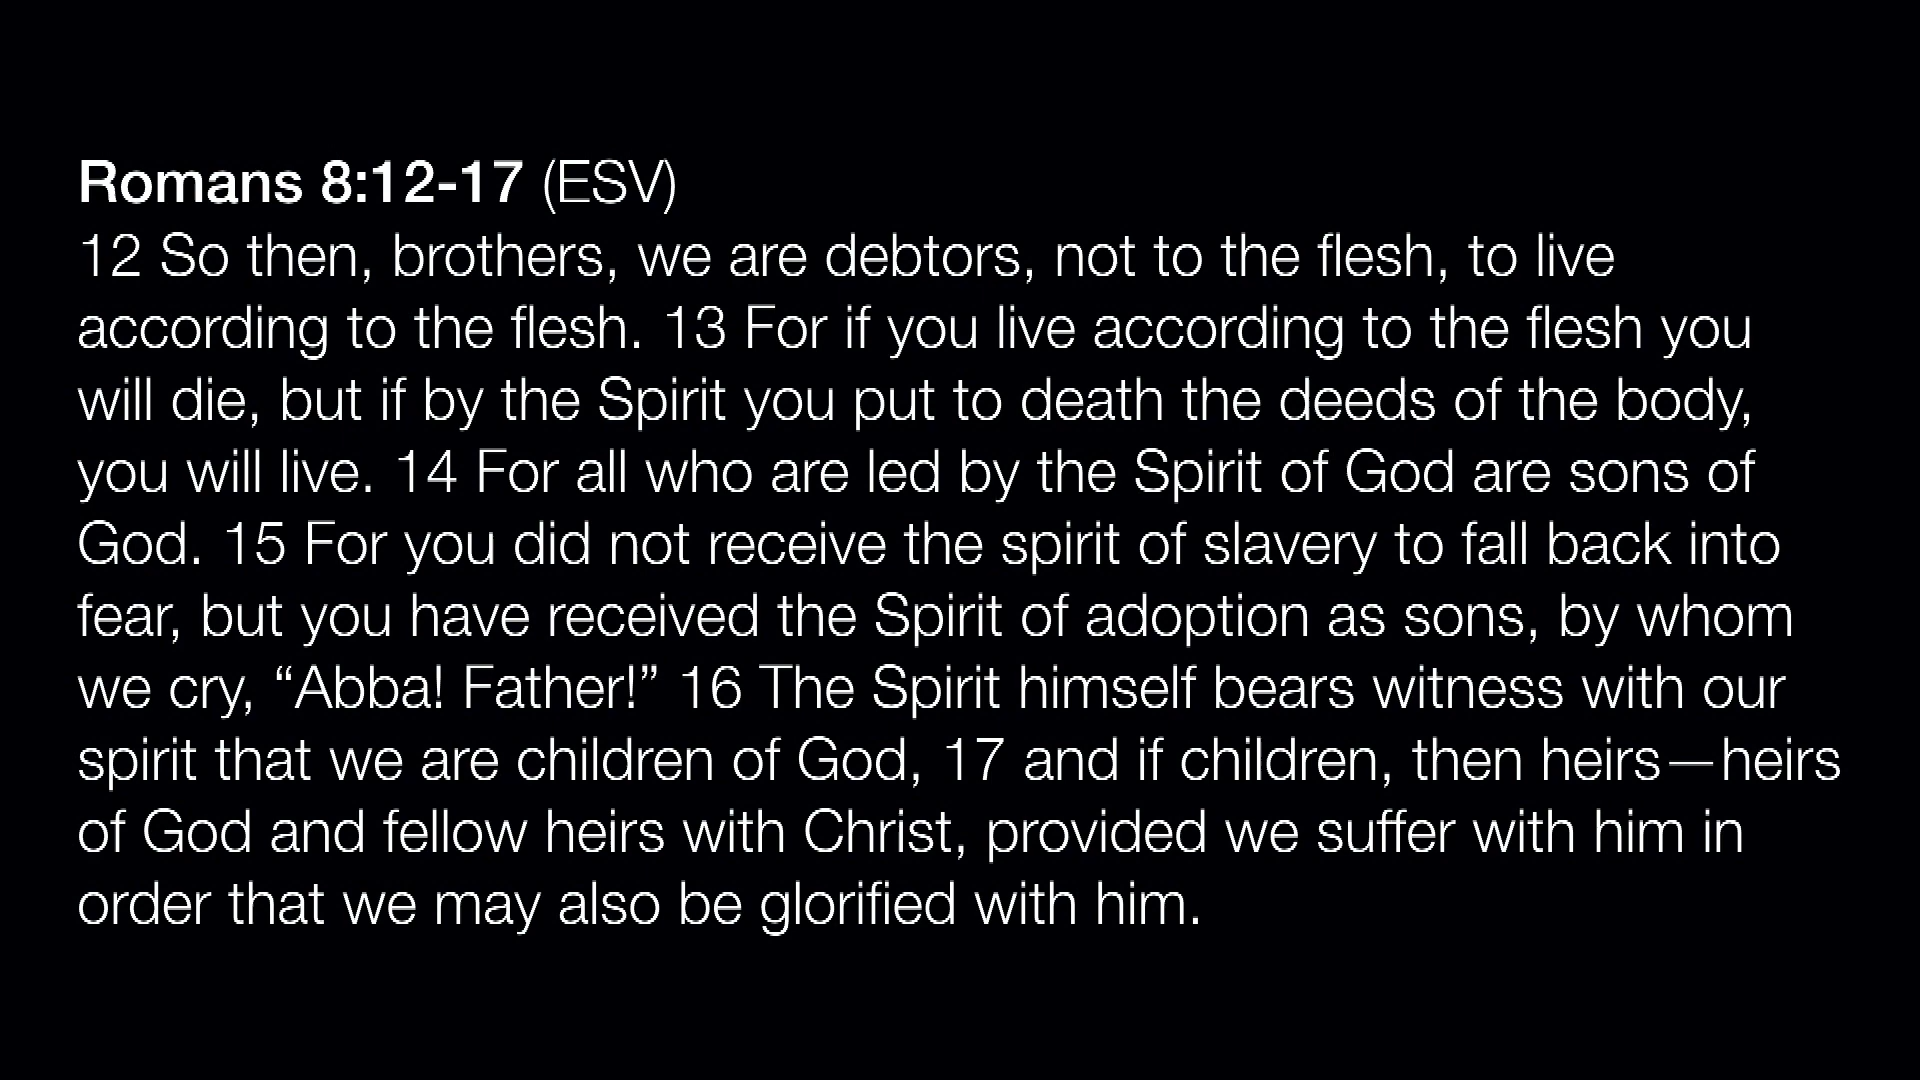 Romans 8:12-17 (ESV)
12 So then, brothers, we are debtors, not to the flesh, to live
according to the flesh. 13 For if you live according to the flesh you
will die, but if by the Spirit you put to death the deeds of the body,
you will live. 14 For all who are led by the Spirit of God are sons of
God. 15 For you did not receive the spirit of slavery to fall back into
fear, but you have received the Spirit of adoption as sons, by whom
we cry, “Abba! Father!” 16 The Spirit himself bears witness with our
spirit that we are children of God, 17 and if children, then heirs—heirs
of God and fellow heirs with Christ, provided we suffer with him in
order that we may also be glorified with him.